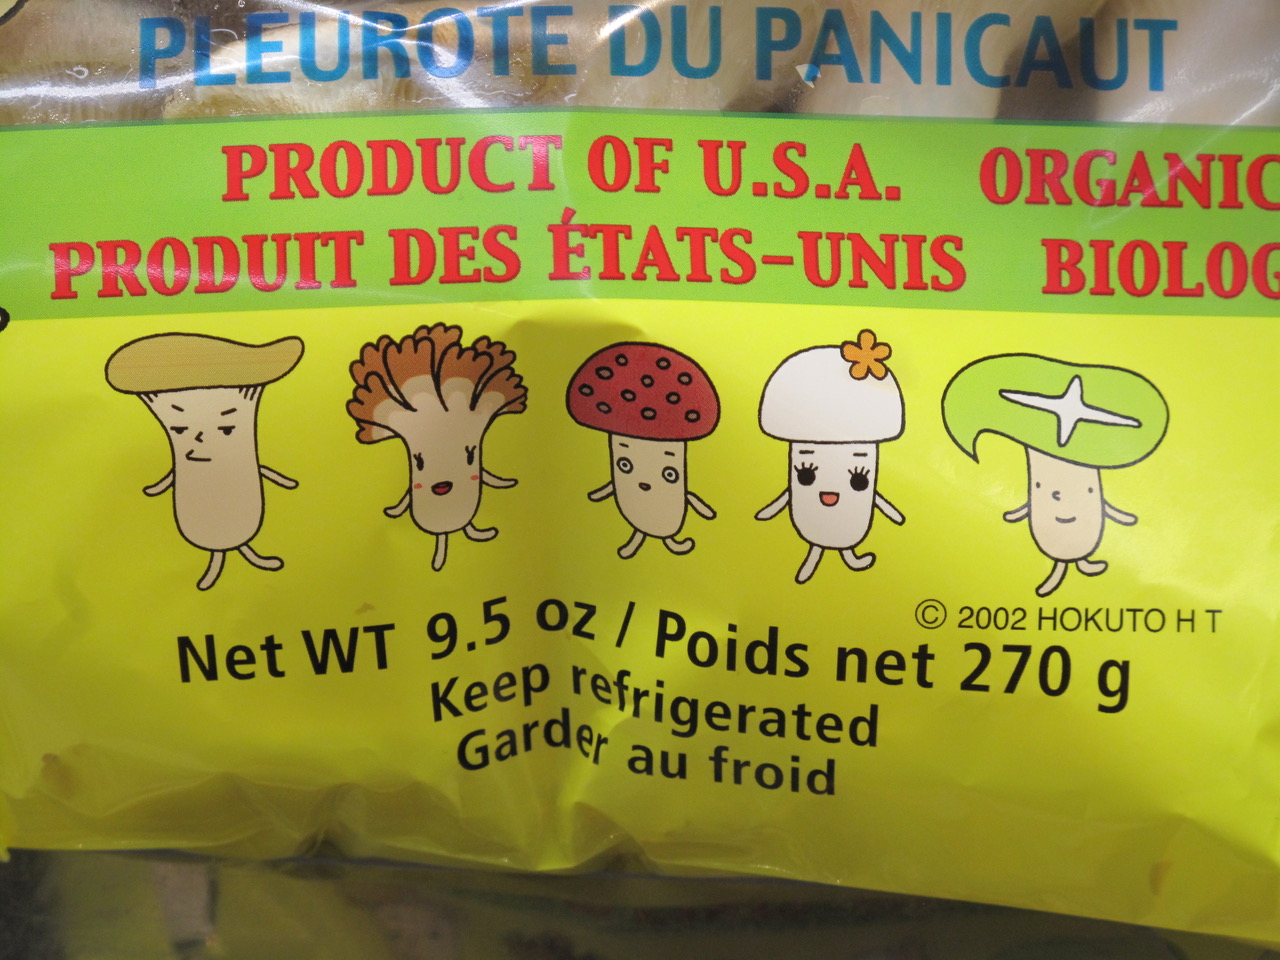 PLEUROTE DU PANICAUT
PRODUCT OF U.S.A. ORGANIC
PRODUIT DES ÉTATS-UNIS BIOLOG
© 2002 HOKUTO H T
Net WT 9.5 oz / Poids net 270 g
Keep refrigerated
Garder au froid